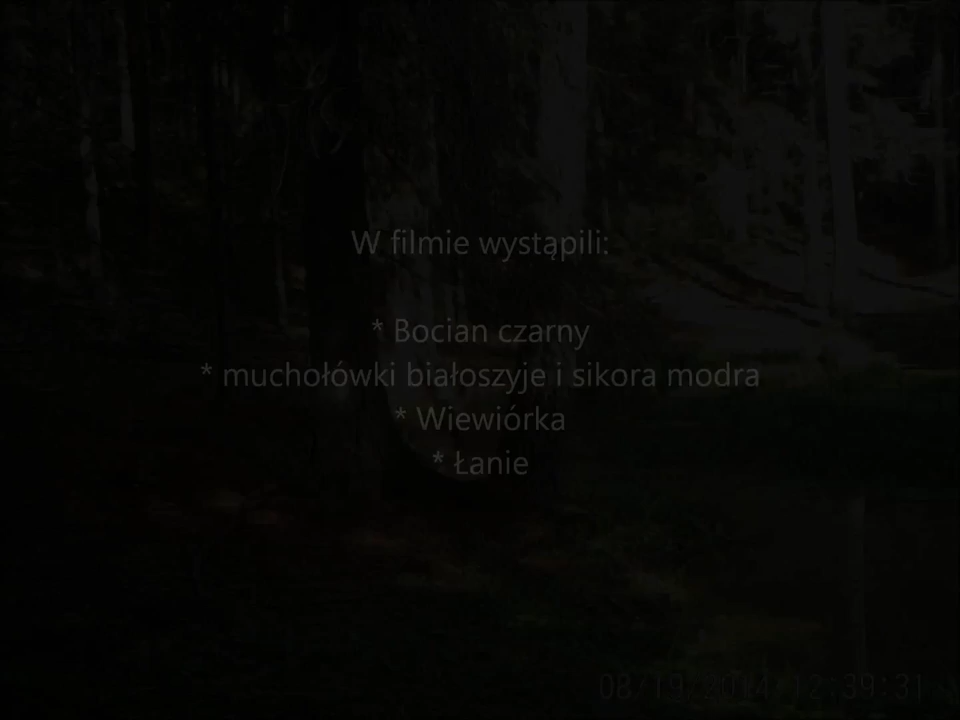 W filmie wystąpili:
* Bocian czarny
* muchołówki białoszyje i sikora modra
* Wiewiórka
* Łanie
08/19/2014 12:39:31